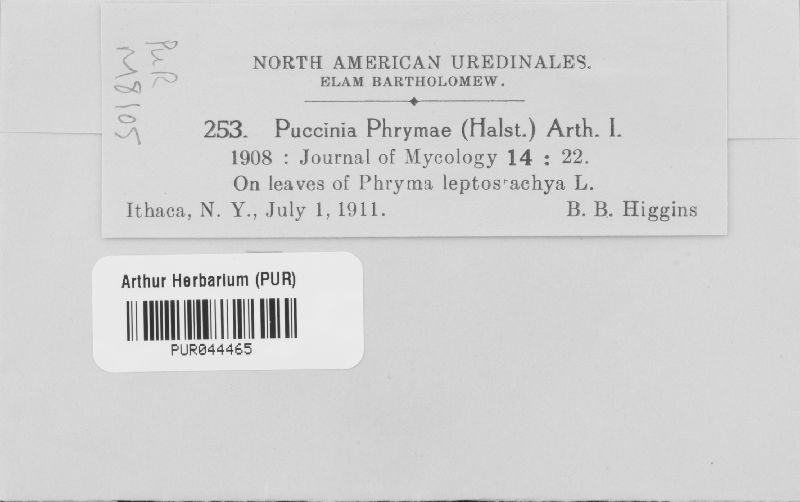 PUR
M8105
NORTH AMERICAN UREDINALES.
ELAM BARTHOLOMEW.
253. Puccinia Phrymae (Halst.) Arth. I.
1908 : Journal of Mycology 14 : 22.
On leaves of Phryma leptostachya L.
Ithaca, N. Y., July 1, 1911. B. B. Higgins
Arthur Herbarium (PUR)
PUR044465